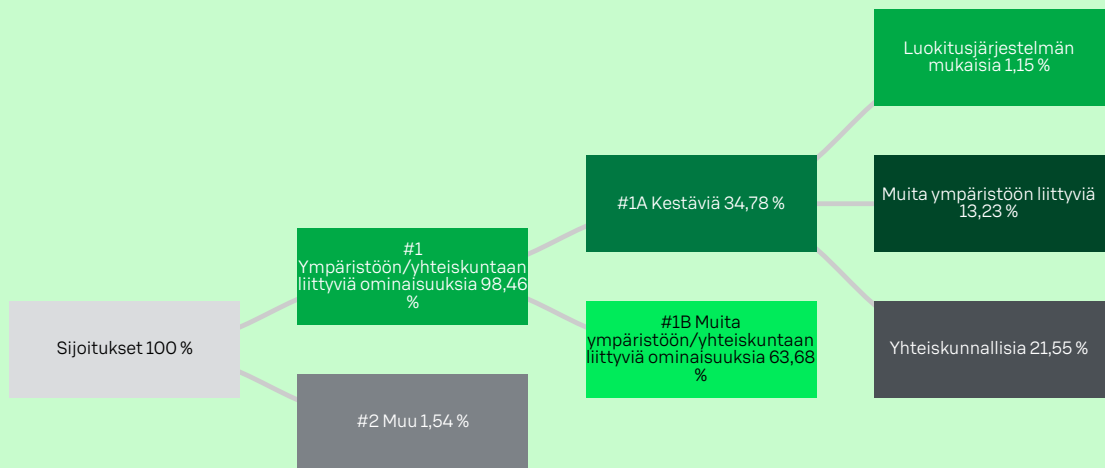 Luokitusjärjestelmän
mukaisia 1,15 %
#1A Kestäviä 34,78 %
Muita ympäristöön liittyviä
13,23 %
#1
Ympäristöön/yhteiskuntaan
liittyviä ominaisuuksia 98,46
%
Sijoitukset 100 %
#1B Muita
ympäristöön/yhteiskuntaan
liittyviä ominaisuuksia 63,68
%
Yhteiskunnallisia 21,55 %
#2 Muu 1,54 %